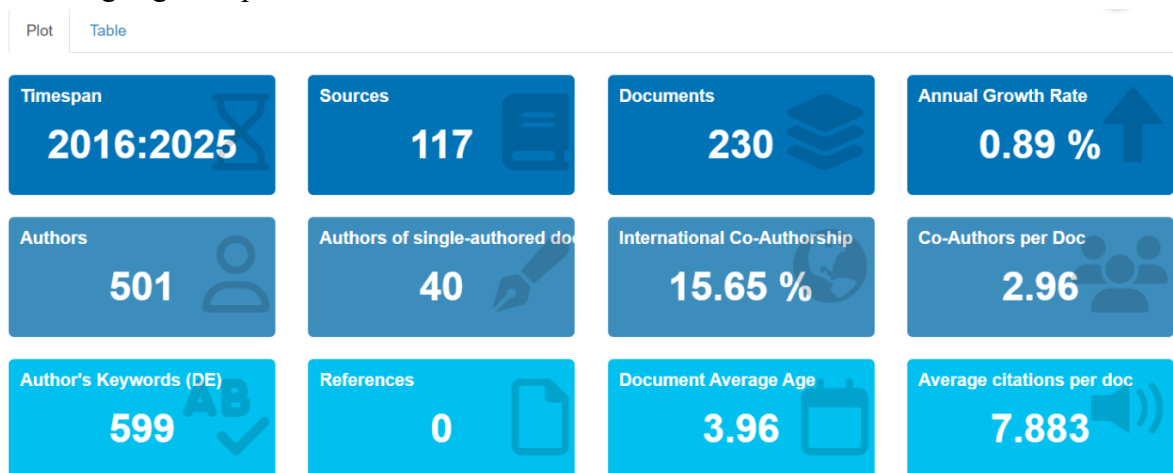 Plot Table
Timespan
2016:2025
Sources
117
Documents
230
Annual Growth Rate
0.89 %
Authors
501
Authors of single-authored do
40
International Co-Authorship
15.65 %
Co-Authors per Doc
2.96
Author's Keywords (DE)
599
AB
References
0
Document Average Age
3.96
Average citations per doc
7.883